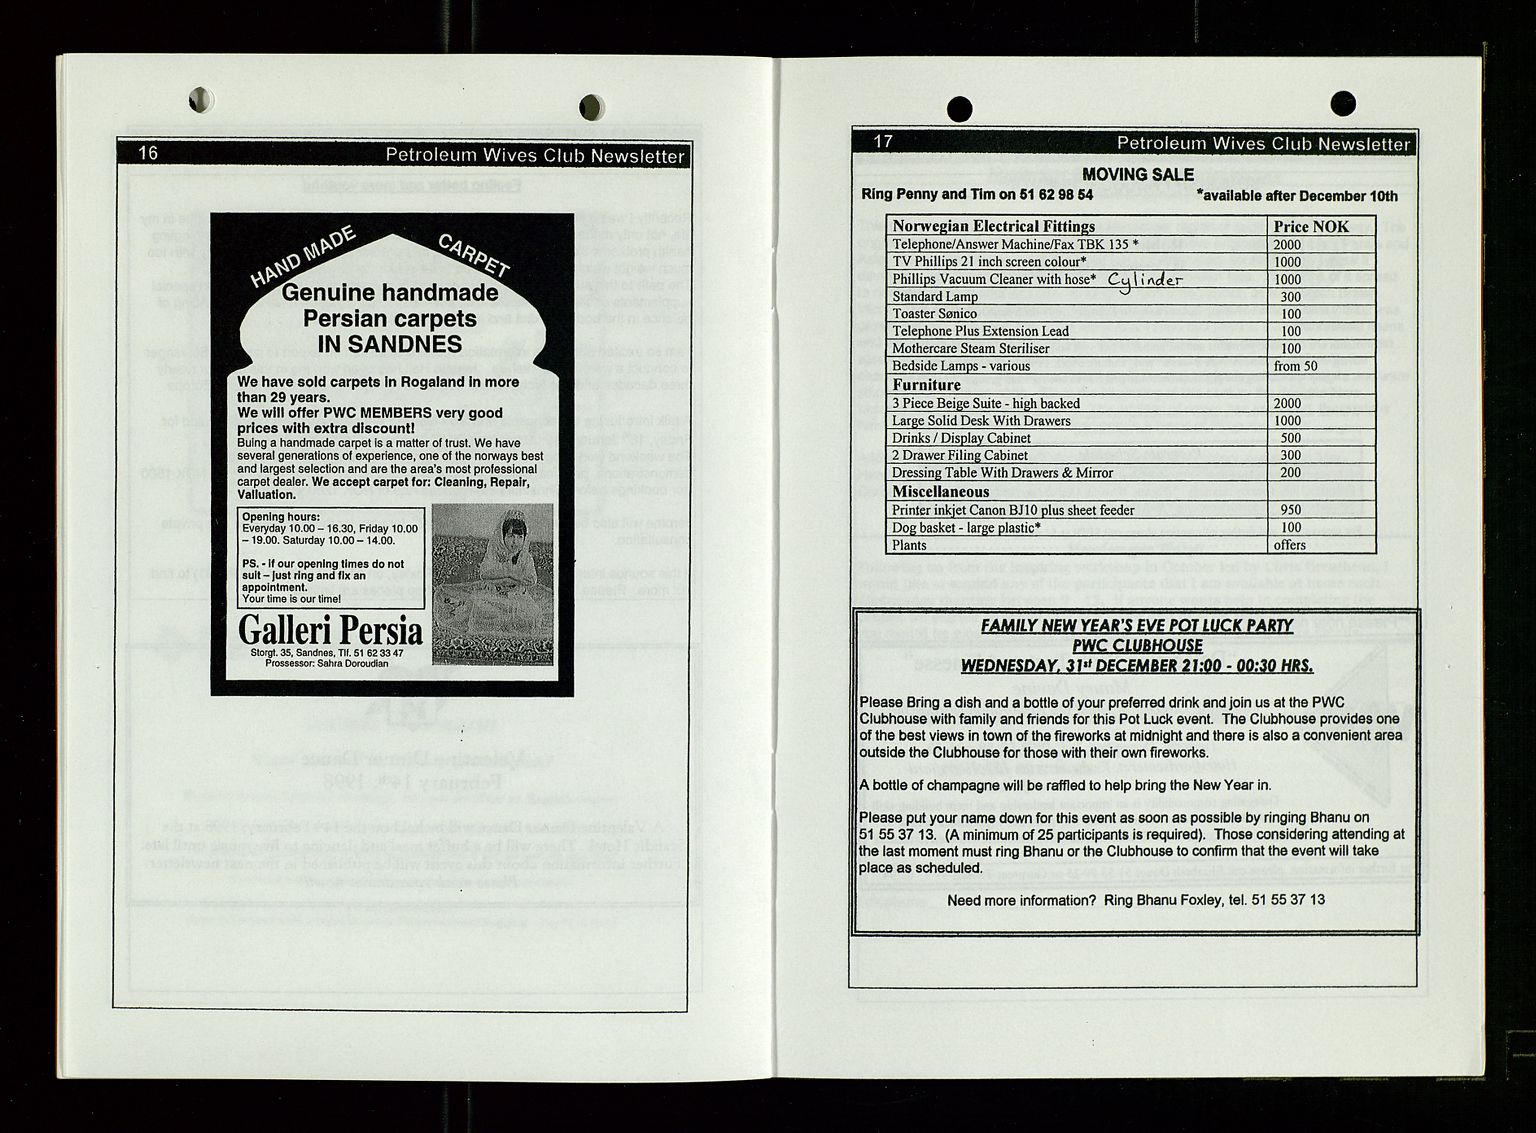 16
Petroleum Wives Club Newsletter
HAND MADE CARPET
Genuine handmade
Persian carpets
IN SANDNES
We have sold carpets in Rogaland in more
than 29 years.
We will offer PWC MEMBERS very good
prices with extra discount!
Buing a handmade carpet is a matter of trust. We have
several generations of experience, one of the norways best
and largest selection and are the area's most professional
carpet dealer. We accept carpet for: Cleaning, Repair,
Valluation.
Opening hours:
Everyday 10.00 – 16.30, Friday 10.00
– 19.00. Saturday 10.00 – 14.00.
PS. - if our opening times do not
suit – just ring and fix an
appointment.
Your time is our time!
Galleri Persia
Storgt. 35, Sandnes, Tlf. 51 62 33 47
Prossessor: Sahra Doroudian
17
Petroleum Wives Club Newsletter
MOVING SALE
Ring Penny and Tim on 51 62 98 54 *available after December 10th
Norwegian Electrical Fittings Price NOK
Telephone/Answer Machine/Fax TBK 135 * 2000
TV Phillips 21 inch screen colour* 1000
Phillips Vacuum Cleaner with hose* Cylinder 1000
Standard Lamp 300
Toaster Sønico 100
Telephone Plus Extension Lead 100
Mothercare Steam Steriliser 100
Bedside Lamps - various from 50
Furniture
3 Piece Beige Suite - high backed 2000
Large Solid Desk With Drawers 1000
Drinks / Display Cabinet 500
2 Drawer Filing Cabinet 300
Dressing Table With Drawers & Mirror 200
Miscellaneous
Printer inkjet Canon BJ10 plus sheet feeder 950
Dog basket - large plastic* 100
Plants offers
FAMILY NEW YEAR'S EVE POT LUCK PARTY
PWC CLUBHOUSE
WEDNESDAY, 31st DECEMBER 21:00 - 00:30 HRS.
Please Bring a dish and a bottle of your preferred drink and join us at the PWC
Clubhouse with family and friends for this Pot Luck event. The Clubhouse provides one
of the best views in town of the fireworks at midnight and there is also a convenient area
outside the Clubhouse for those with their own fireworks.
A bottle of champagne will be raffled to help bring the New Year in.
Please put your name down for this event as soon as possible by ringing Bhanu on
51 55 37 13. (A minimum of 25 participants is required). Those considering attending at
the last moment must ring Bhanu or the Clubhouse to confirm that the event will take
place as scheduled.
Need more information? Ring Bhanu Foxley, tel. 51 55 37 13